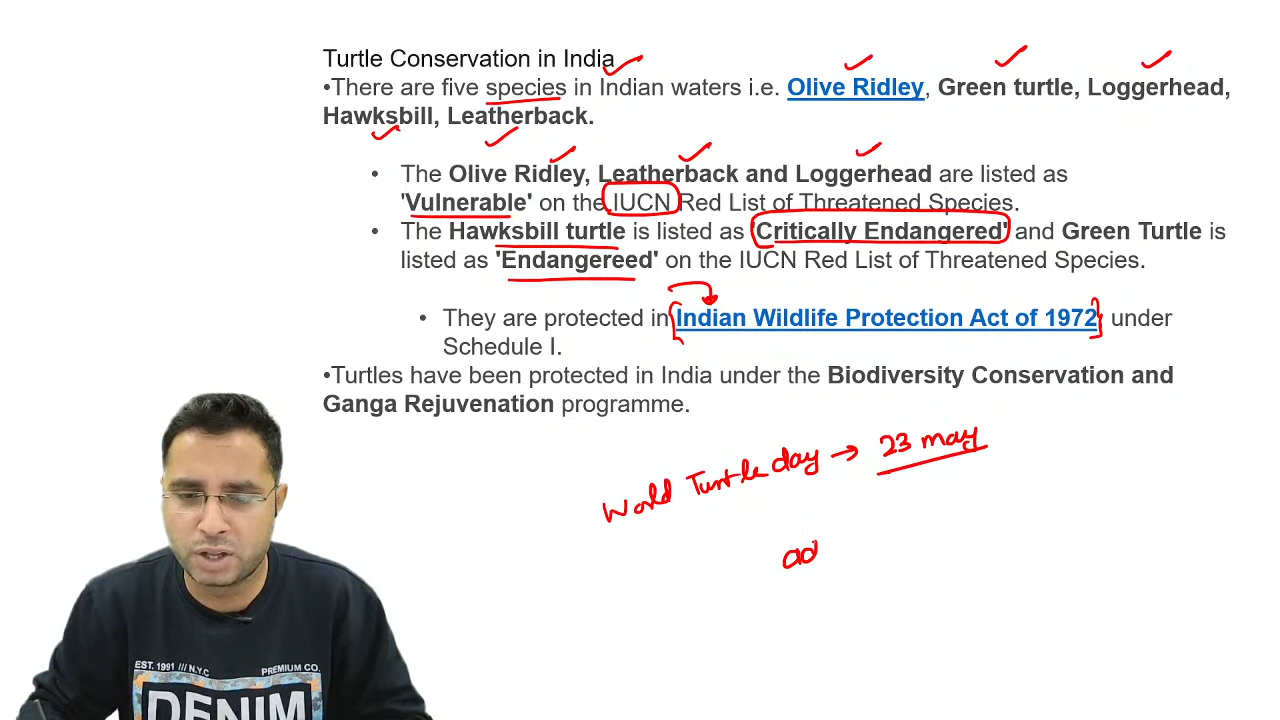 Turtle Conservation in India
•There are five species in Indian waters i.e. Olive Ridley, Green turtle, Loggerhead,
Hawksbill, Leatherback.
• The Olive Ridley, Leatherback and Loggerhead are listed as
'Vulnerable' on the IUCN Red List of Threatened Species.
• The Hawksbill turtle is listed as 'Critically Endangered' and Green Turtle is
listed as 'Endangereed' on the IUCN Red List of Threatened Species.
• They are protected in Indian Wildlife Protection Act of 1972 under
Schedule I.
•Turtles have been protected in India under the Biodiversity Conservation and
Ganga Rejuvenation programme.
World Turtle day → 23 may
ad
EST. 1991 /// N.Y.C PREMIUM CO.
DENIM